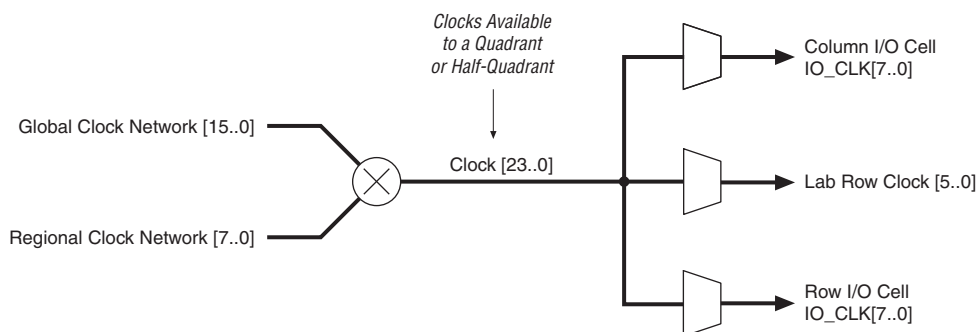 Clocks Available
to a Quadrant
or Half-Quadrant
Column I/O Cell
IO_CLK[7..0]
Global Clock Network [15..0]
Clock [23..0]
Lab Row Clock [5..0]
Regional Clock Network [7..0]
Row I/O Cell
IO_CLK[7..0]